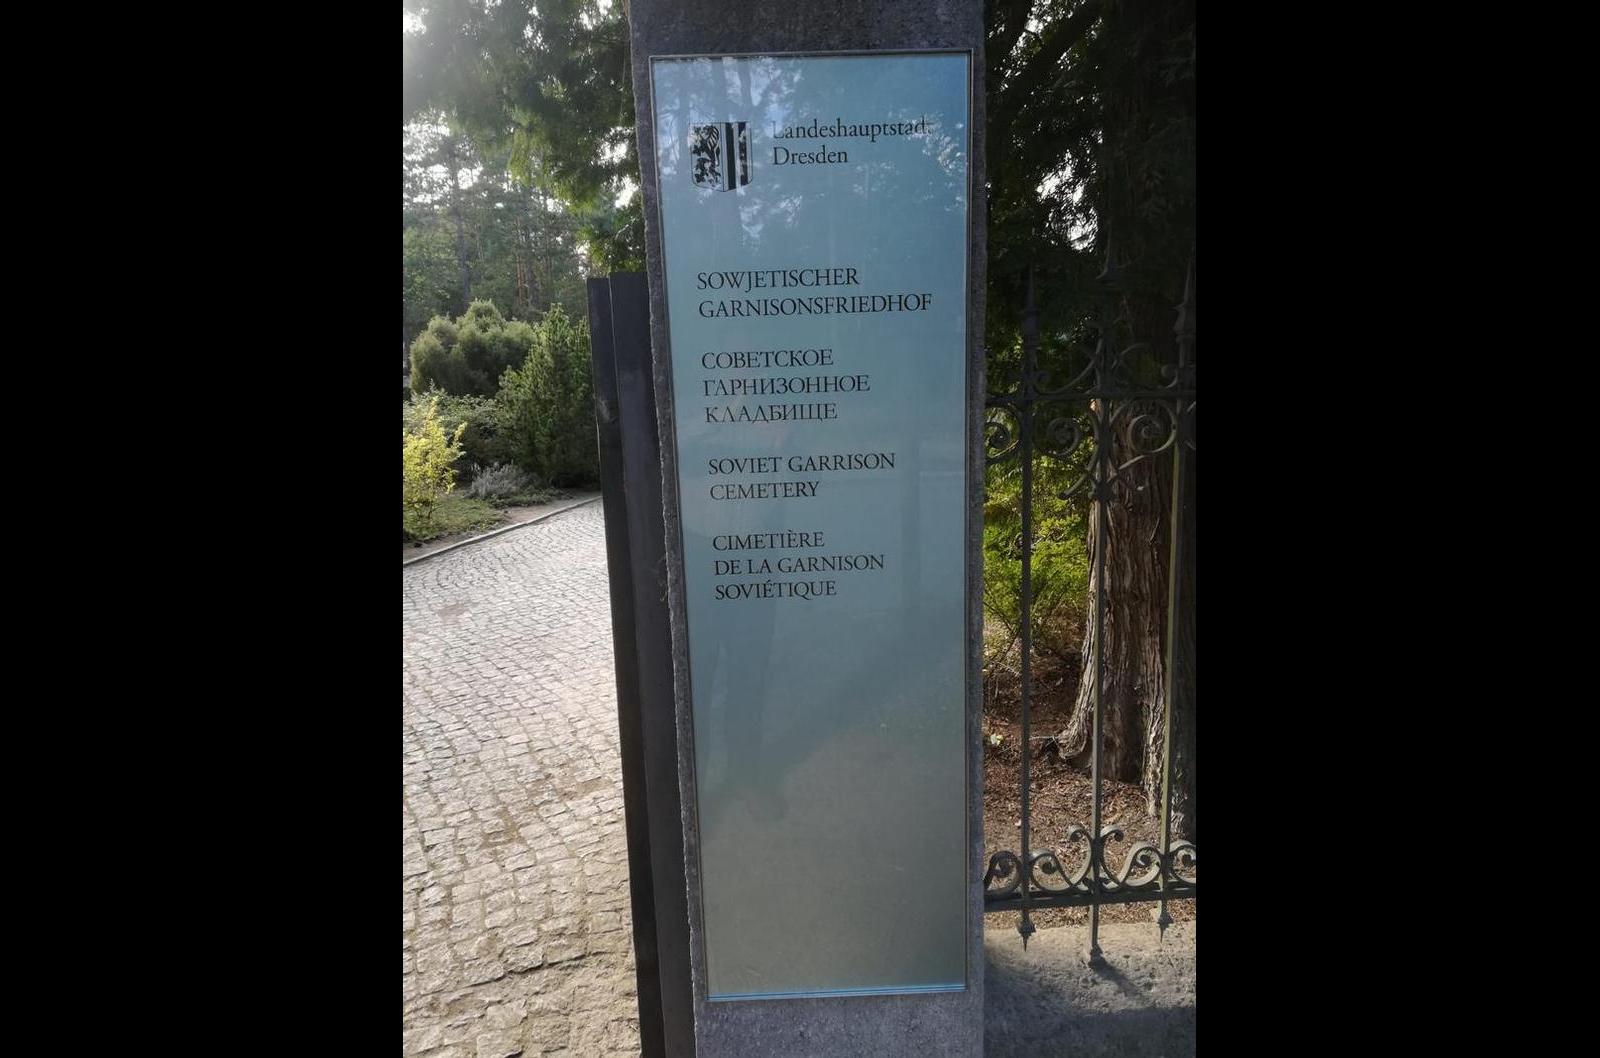 Landeshauptstadt
Dresden
SOWJETISCHER
GARNISONSFRIEDHOF
СОВЕТСКОЕ
ГАРНИЗОННОЕ
КЛАДБИЩЕ
SOVIET GARRISON
CEMETERY
CIMETIÈRE
DE LA GARNISON
SOVIÉTIQUE